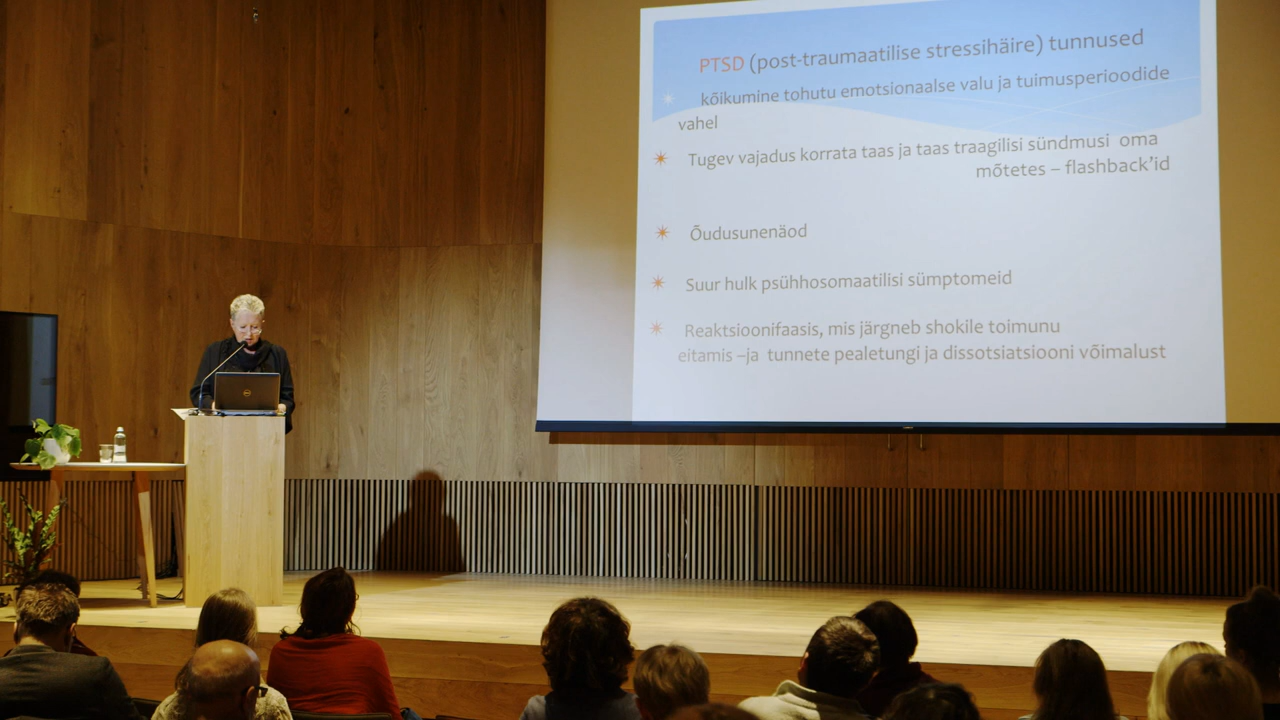 PTSD (post-traumaatilise stressihäire) tunnused
kõikumine tohutu emotsionaalse valu ja tuimusperioodide
vahel
Tugev vajadus korrata taas ja taas traagilisi sündmusi oma
mõtetes – flashback’id
Õudusunenäod
Suur hulk psühhosomaatilisi sümptomeid
Reaktsioonifaasis, mis järgneb shokile toimunu
eitamis –ja tunnete pealetungi ja dissotsiatsiooni võimalust
DELL